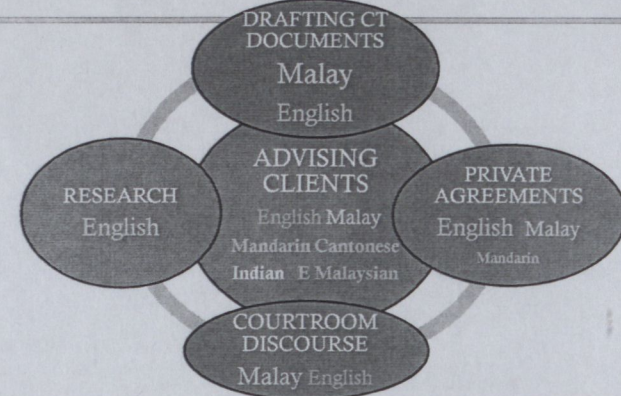 DRAFTING CT
DOCUMENTS
Malay
English
RESEARCH
English
ADVISING
CLIENTS
English Malay
Mandarin Cantonese
Indian E Malaysian
PRIVATE
AGREEMENTS
English Malay
Mandarin
COURTROOM
DISCOURSE
Malay English